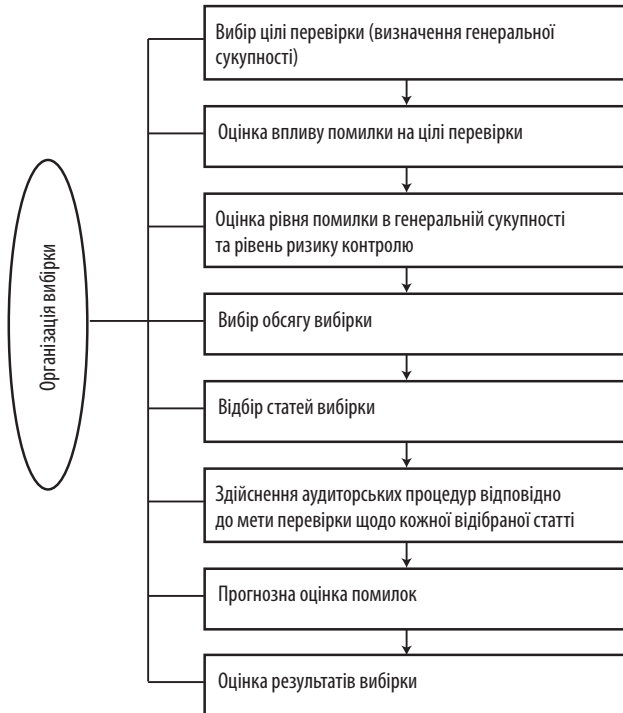 Організація вибірки
Вибір цілі перевірки (визначення генеральної
сукупності)
Оцінка впливу помилки на цілі перевірки
Оцінка рівня помилки в генеральній сукупності
та рівень ризику контролю
Вибір обсягу вибірки
Відбір статей вибірки
Здійснення аудиторських процедур відповідно
до мети перевірки щодо кожної відібраної статті
Прогнозна оцінка помилок
Оцінка результатів вибірки